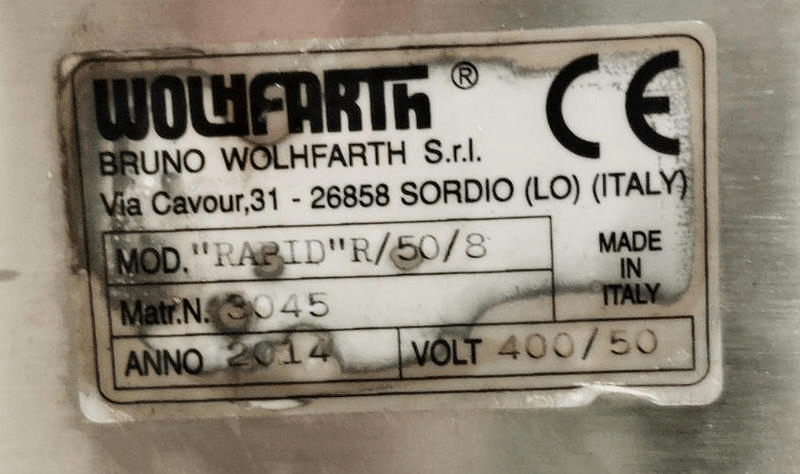 WOLHFARTH ®
CE
BRUNO WOLHFARTH S.r.l.
Via Cavour,31 - 26858 SORDIO (LO) (ITALY)
MOD. "RAPID"R/50/8
Matr.N. 3045
ANNO 2014
VOLT 400/50
MADE
IN
ITALY